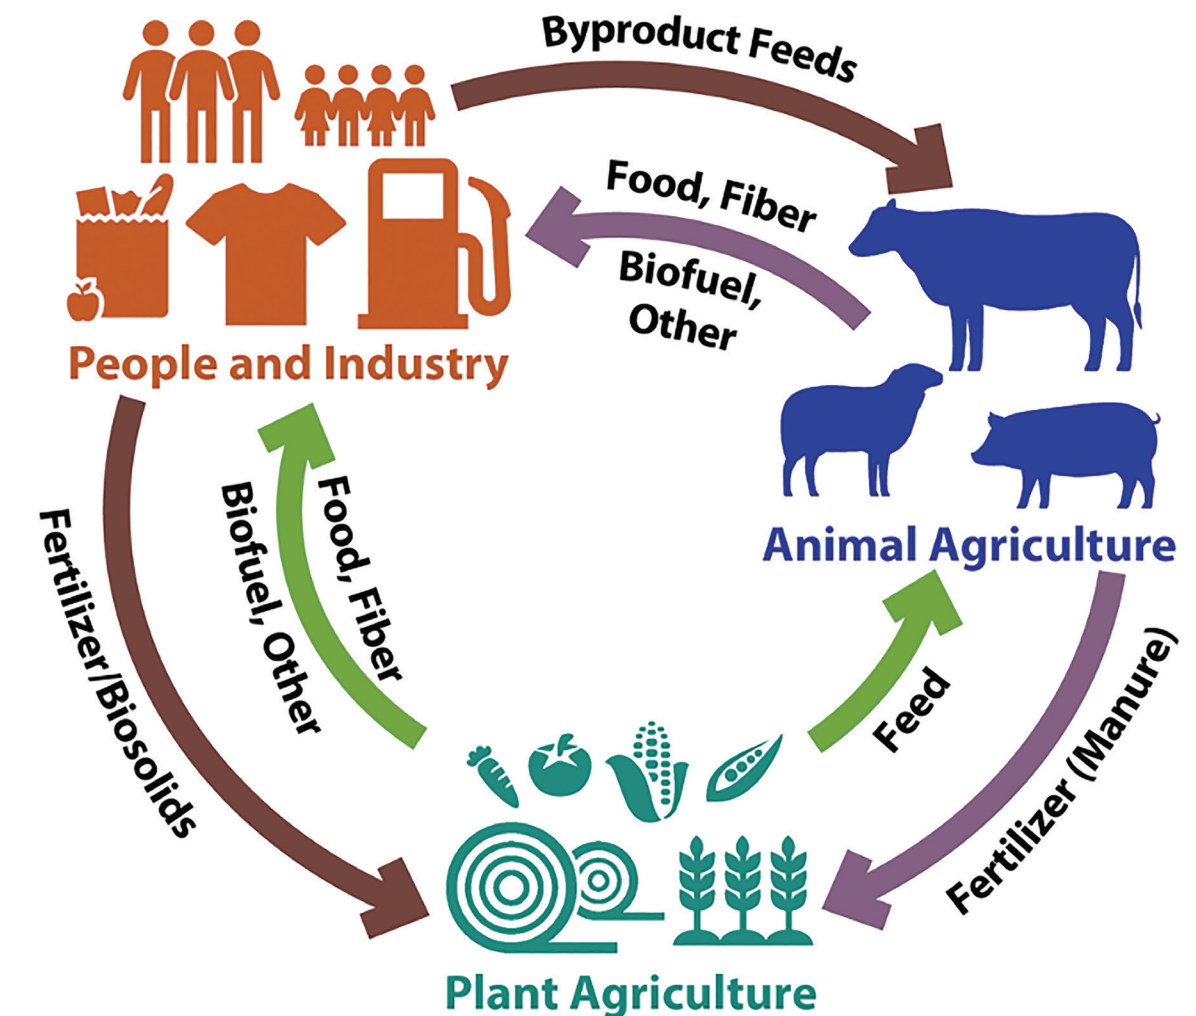 Byproduct Feeds
Food, Fiber
Biofuel,
Other
People and Industry
Animal Agriculture
Fertilizer/Biosolids
Biofuel, Other
Food, Fiber
Feed
Fertilizer (Manure)
Plant Agriculture